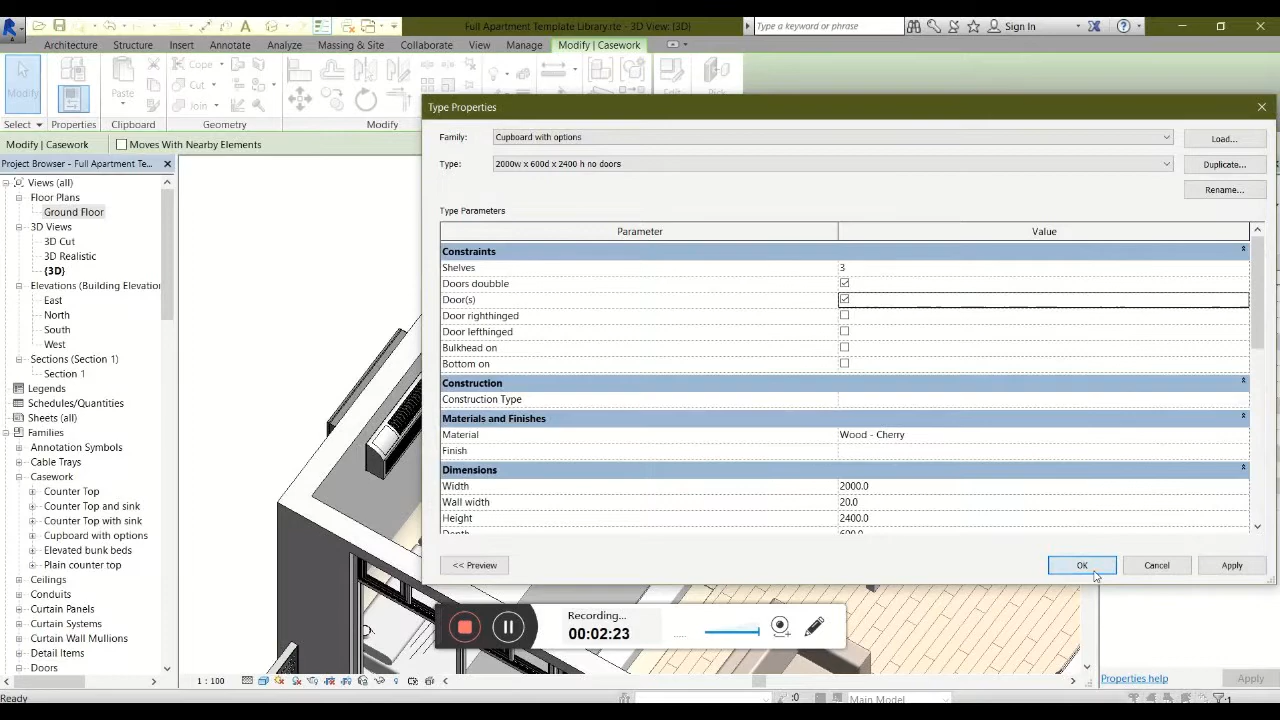 Full Apartment Template Library.rte - 3D View: {3D}
Type a keyword or phrase
Sign In
Architecture Structure Insert Annotate Analyze Massing & Site Collaborate View Manage Modify | Casework
Modify
Paste
Cope
Cut
Join
Select Properties Clipboard Geometry Modify
Modify | Casework Moves With Nearby Elements
Project Browser - Full Apartment Te...
Views (all)
Floor Plans
Ground Floor
3D Views
3D Cut
3D Realistic
{3D}
Elevations (Building Elevation
East
North
South
West
Sections (Section 1)
Section 1
Legends
Schedules/Quantities
Sheets (all)
Families
Annotation Symbols
Cable Trays
Casework
Counter Top
Counter Top and sink
Counter Top with sink
Cupboard with options
Elevated bunk beds
Plain counter top
Ceilings
Conduits
Curtain Panels
Curtain Systems
Curtain Wall Mullions
Detail Items
Doors
Type Properties
Family: Cupboard with options Load...
Type: 2000w x 600d x 2400 h no doors Duplicate...
Rename...
Type Parameters
Parameter Value
Constraints
Shelves 3
Doors doubble
Door(s)
Door righthinged
Door lefthinged
Bulkhead on
Bottom on
Construction
Construction Type
Materials and Finishes
Material Wood - Cherry
Finish
Dimensions
Width 2000.0
Wall width 20.0
Height 2400.0
Depth 600.0
<< Preview OK Cancel Apply
Recording...
00:02:23
1 : 100
Properties help Apply
Ready :0 Main Model :1